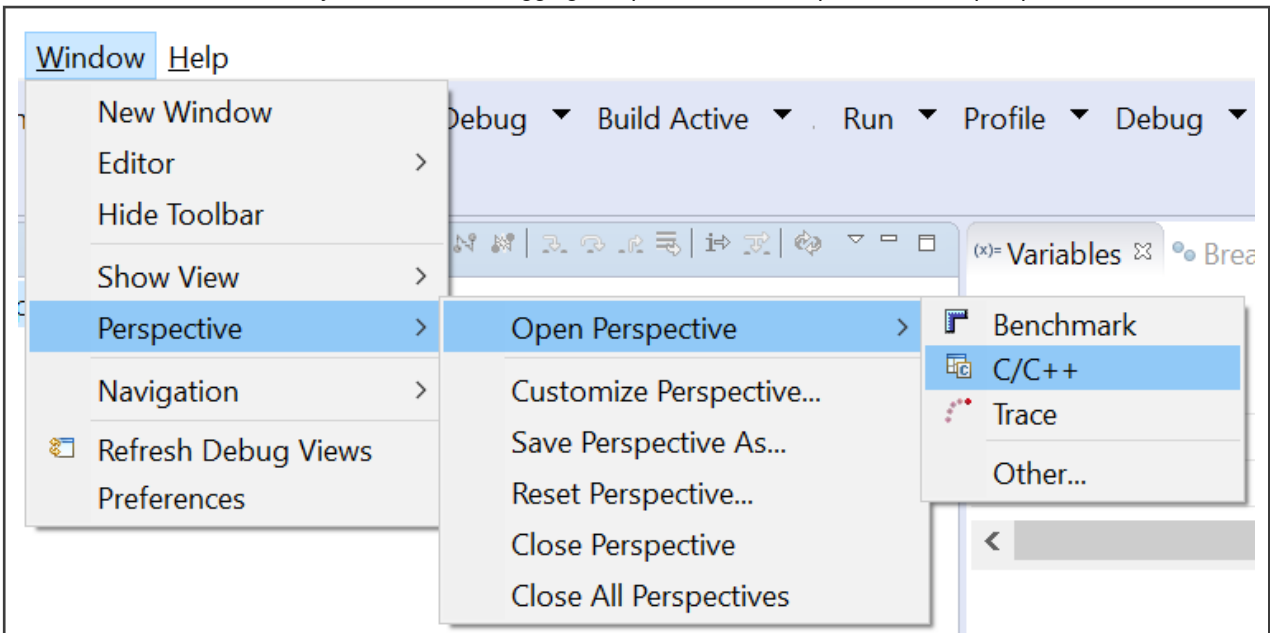 Window Help
New Window
Debug Build Active Run Profile Debug
Editor
Hide Toolbar
(x)= Variables Brea
Show View
Perspective
Open Perspective
Benchmark
C/C++
Navigation
Customize Perspective...
Trace
Refresh Debug Views
Save Perspective As...
Other...
Preferences
Reset Perspective...
Close Perspective
Close All Perspectives